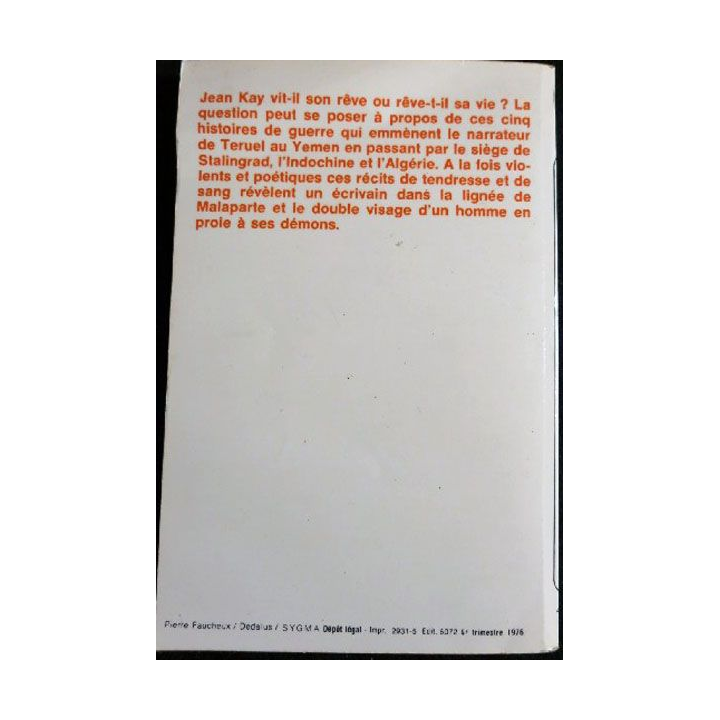 Jean Kay vit-il son rêve ou rêve-t-il sa vie ? La
question peut se poser à propos de ces cinq
histoires de guerre qui emmènent le narrateur
de Teruel au Yemen en passant par le siège de
Stalingrad, l'Indochine et l'Algérie. A la fois vio-
lents et poétiques ces récits de tendresse et de
sang révèlent un écrivain dans la lignée de
Malaparte et le double visage d'un homme en
proie à ses démons.
Pierre Faucheux / Dedalus / SYGMA Dépôt légal - Impr. 2931-5 Edit. 5072 trimestre 1976